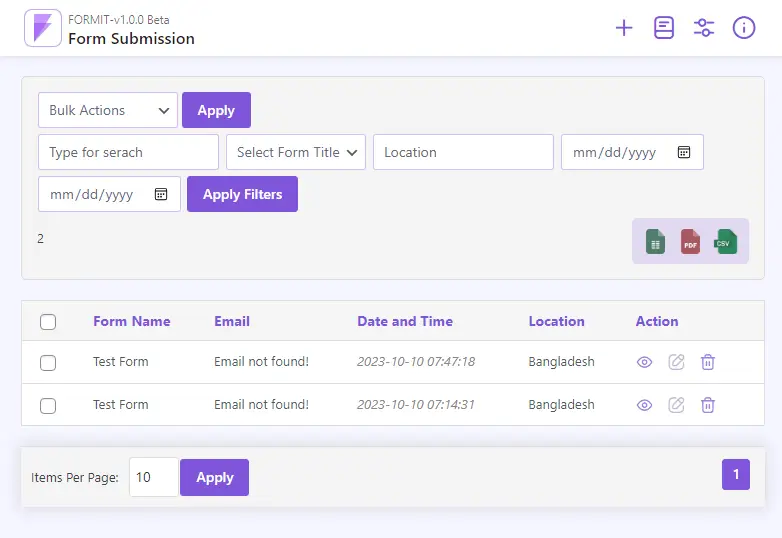 FORMIT-v1.0.0 Beta
Form Submission
Bulk Actions Apply
Type for serach Select Form Title Location mm/dd/yyyy
mm/dd/yyyy Apply Filters
2
PDF CSV
Form Name Email Date and Time Location Action
Test Form Email not found! 2023-10-10 07:47:18 Bangladesh
Test Form Email not found! 2023-10-10 07:14:31 Bangladesh
Items Per Page: 10 Apply 1